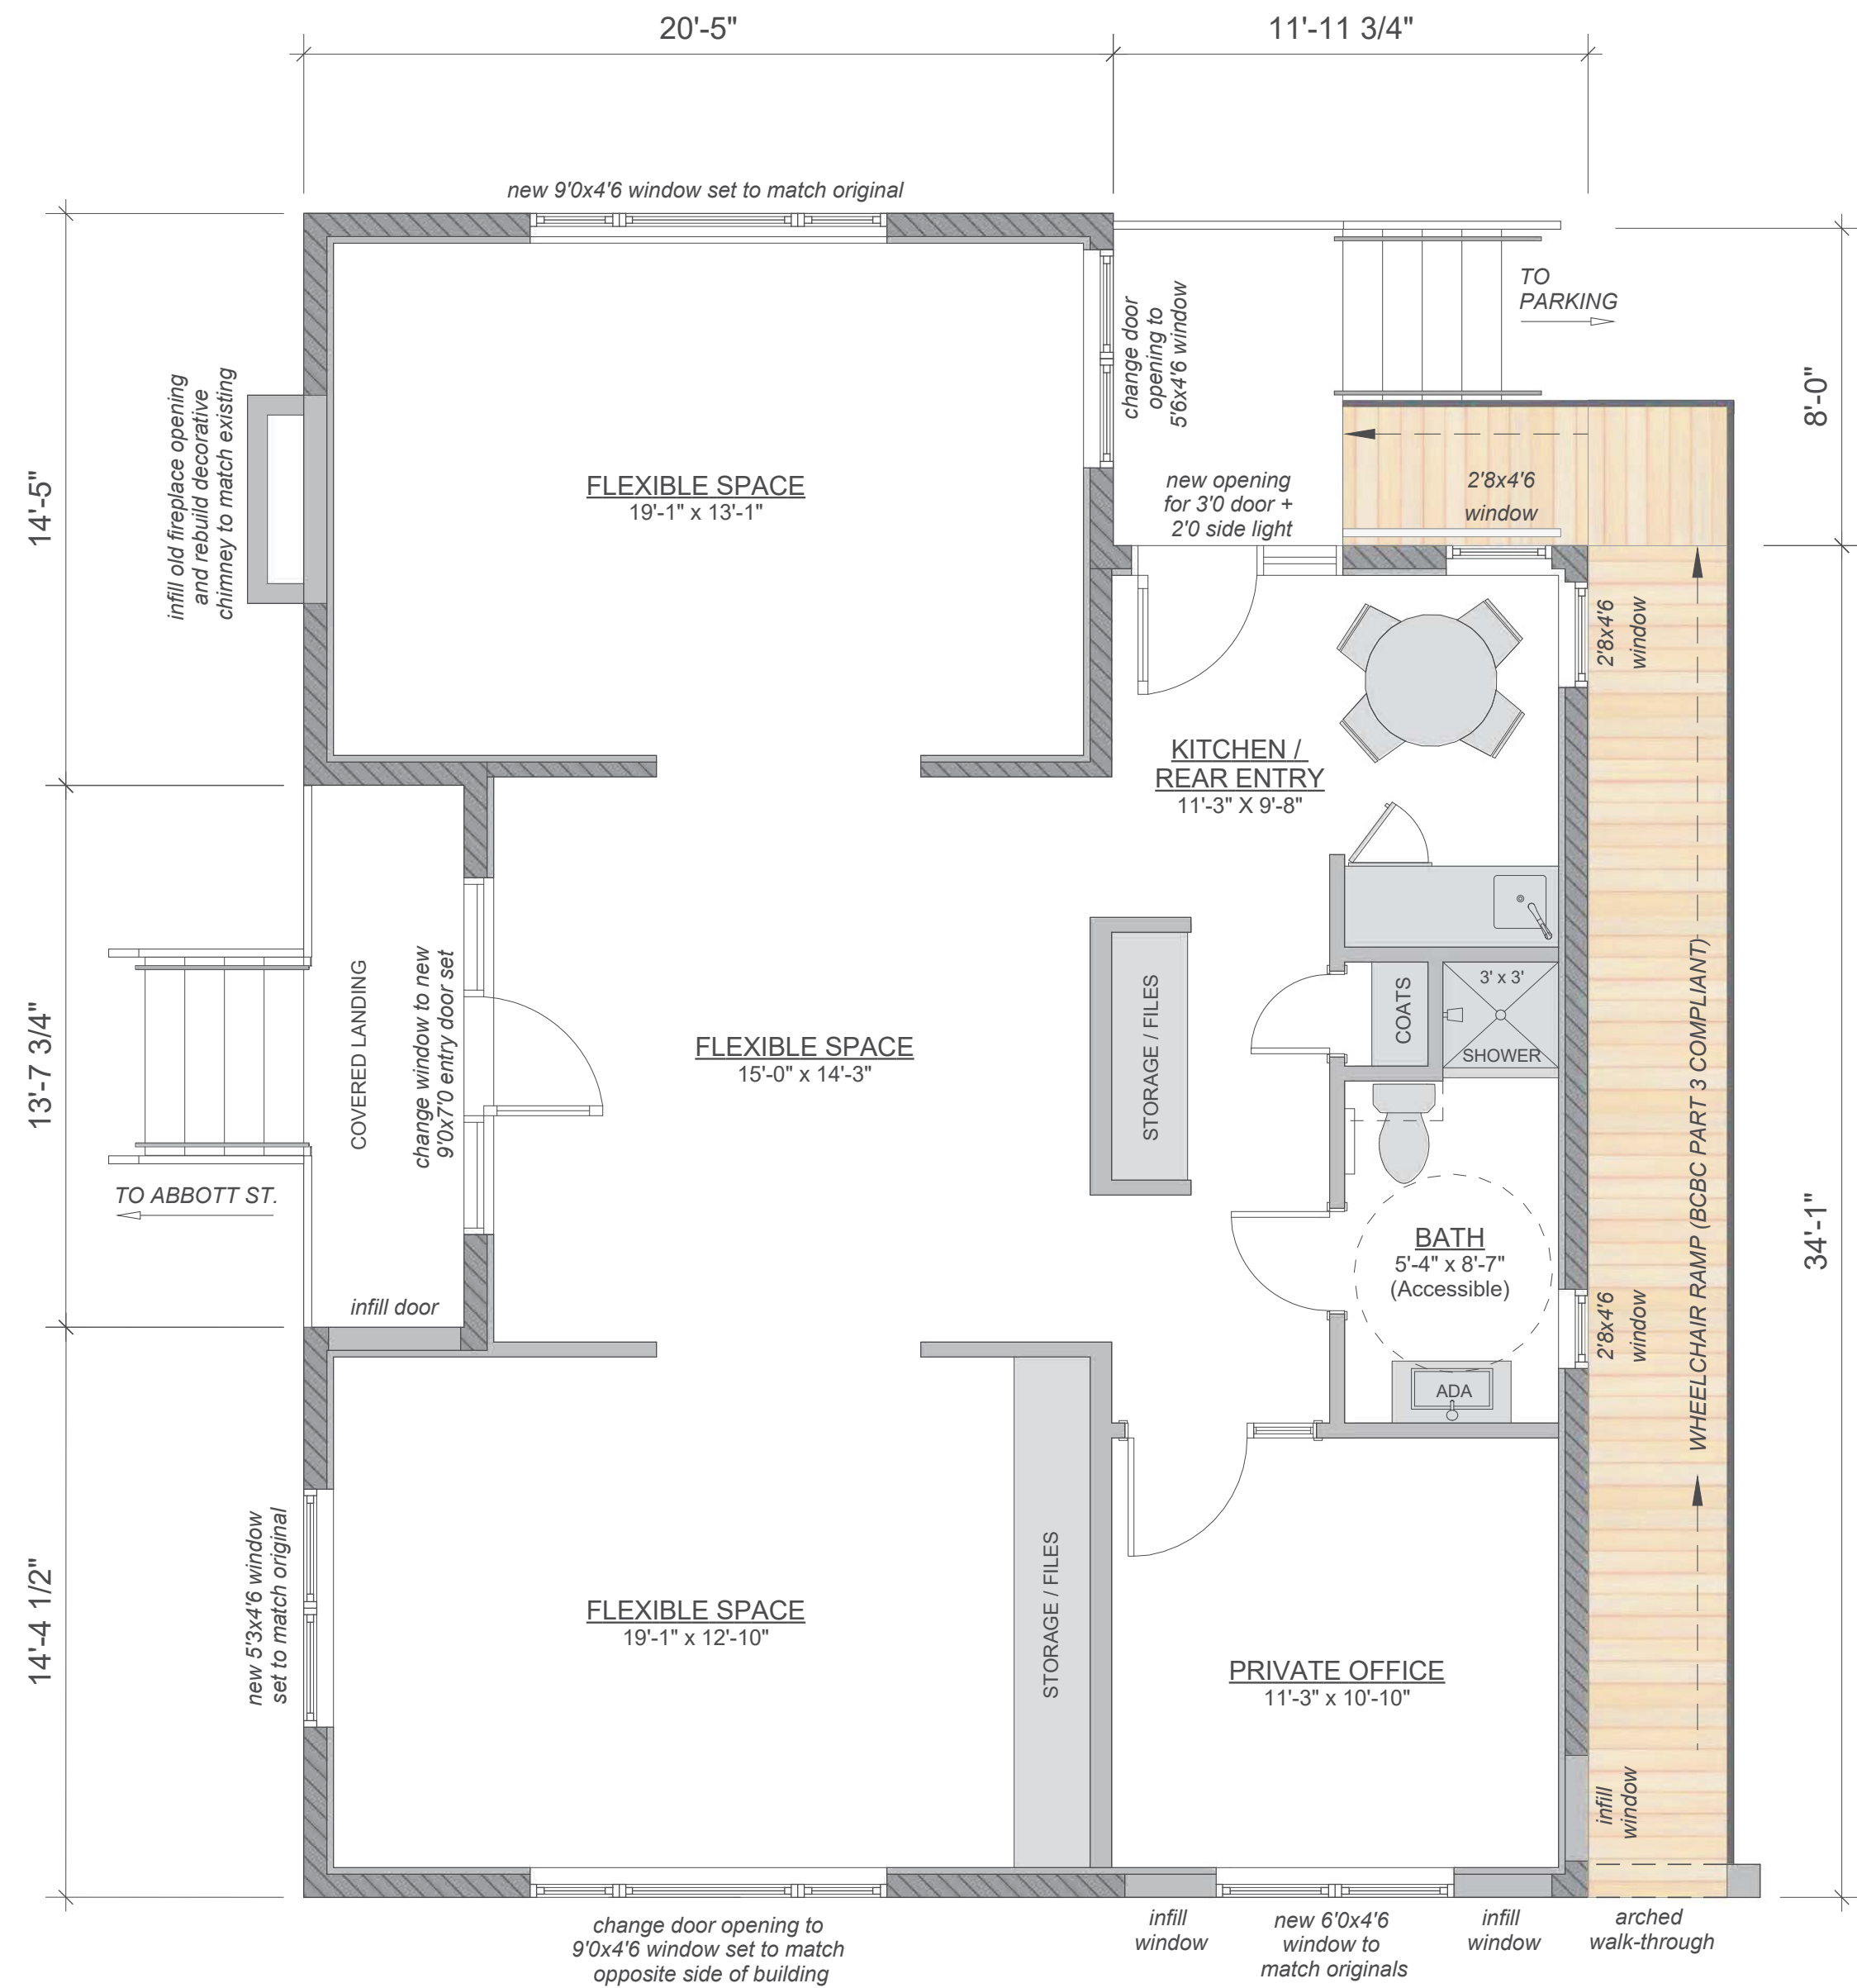 20'-5"
11'-11 3/4"
new 9'0x4'6 window set to match original
14'-5"
infill old fireplace opening
and rebuild decorative
chimney to match existing
FLEXIBLE SPACE
19'-1" x 13'-1"
change door
opening to
5'6x4'6 window
TO
PARKING
8'-0"
new opening
for 3'0 door +
2'0 side light
2'8x4'6
window
2'8x4'6
window
KITCHEN /
REAR ENTRY
11'-3" X 9'-8"
13'-7 3/4"
COVERED LANDING
change window to new
9'0x7'0 entry door set
TO ABBOTT ST.
infill door
FLEXIBLE SPACE
15'-0" x 14'-3"
STORAGE / FILES
COATS
3' x 3'
SHOWER
BATH
5'-4" x 8'-7"
(Accessible)
ADA
2'8x4'6
window
WHEELCHAIR RAMP (BCBC PART 3 COMPLIANT)
34'-1"
14'-4 1/2"
new 5'3x4'6 window
set to match original
FLEXIBLE SPACE
19'-1" x 12'-10"
STORAGE / FILES
PRIVATE OFFICE
11'-3" x 10'-10"
infill
window
change door opening to
9'0x4'6 window set to match
opposite side of building
infill
window
new 6'0x4'6
window to
match originals
infill
window
arched
walk-through